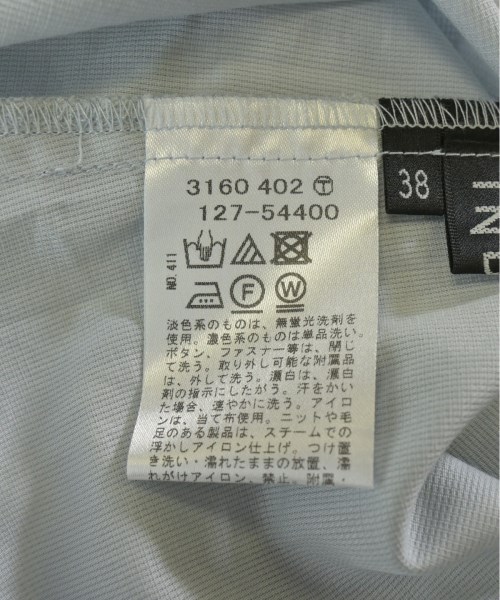 3160 402 Ⓣ
127-54400
NO.411
F W
淡色系のものは、無蛍光洗剤を
使用。濃色系のものは単品洗い。
ボタン、ファスナー等は、閉じ
て洗う。取り外し可能な附属品
は、外して洗う。漂白は、漂白
剤の指示にしたがう。汗をかい
た場合、速やかに洗う。アイロ
ンは、当て布使用。ニットや毛
足のある製品は、スチームでの
浮かしアイロン仕上げ。つけ置
き洗い・濡れたままの放置、濡
れがけアイロン、禁止。
38